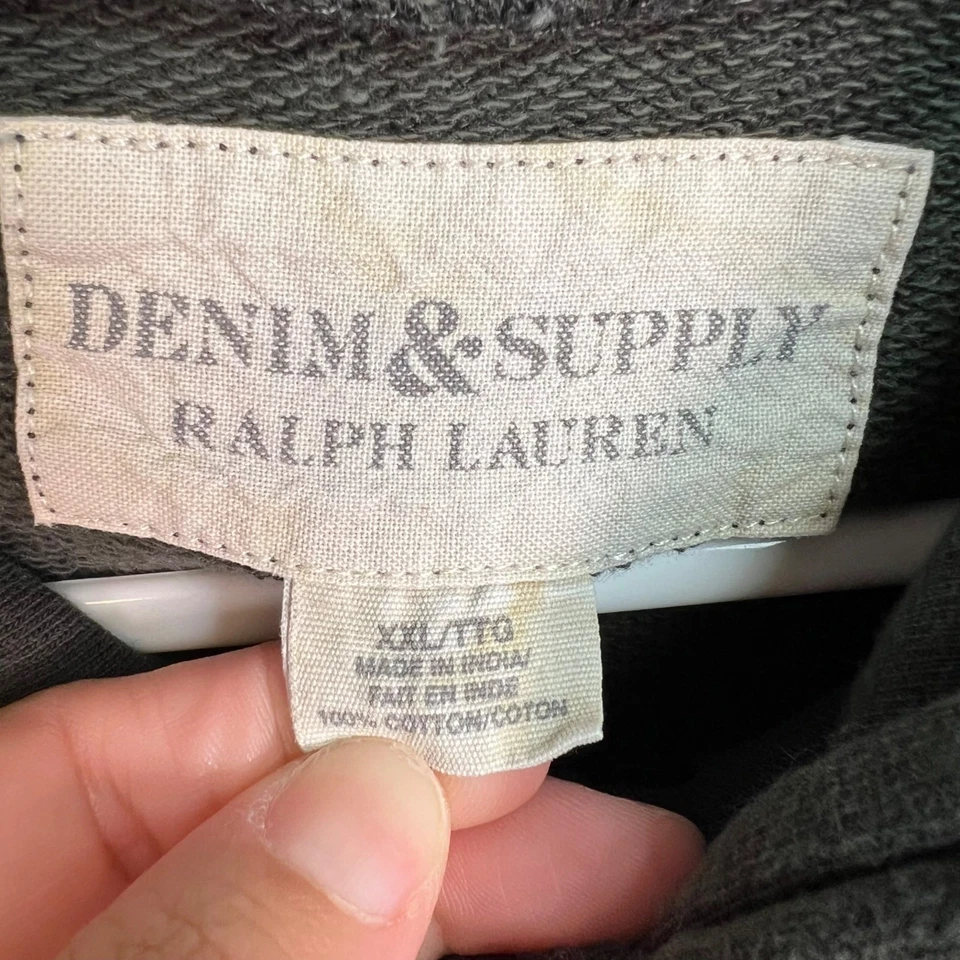 DENIM & SUPPLY
RALPH LAUREN
XXL/TTG
MADE IN INDIA/
FAIT EN INDE
100% COTTON/COTON